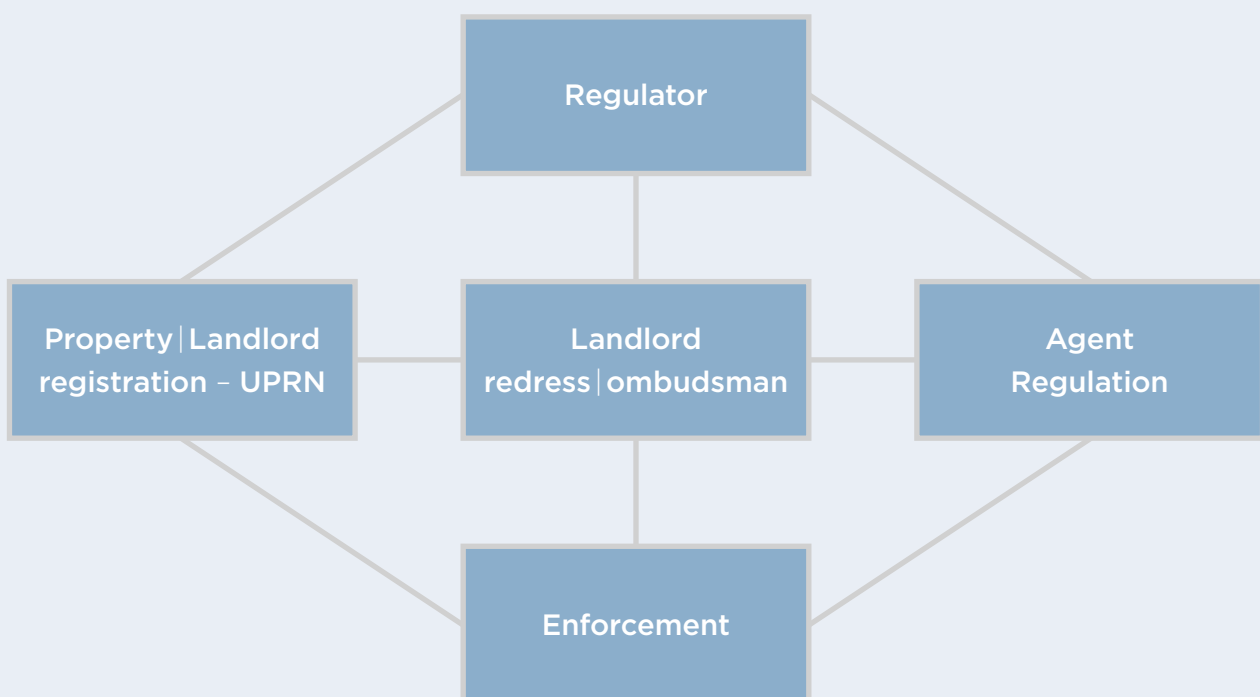 Regulator
Property|Landlord
registration – UPRN
Landlord
redress|ombudsman
Agent
Regulation
Enforcement